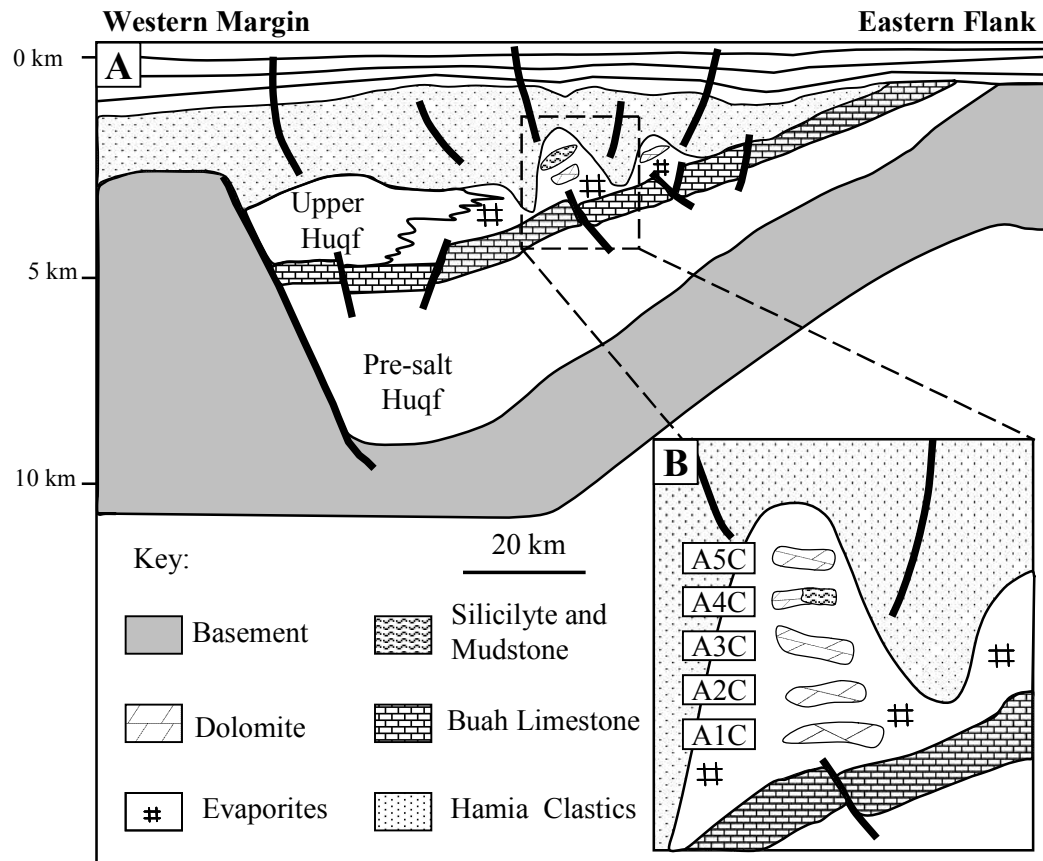 Western Margin
Eastern Flank
0 km
A
Upper
Huqf
5 km
Pre-salt
Huqf
10 km
B
Key:
20 km
A5C
A4C
A3C
A2C
A1C
Basement
Silicilyte and
Mudstone
Dolomite
Buah Limestone
Evaporites
Hamia Clastics